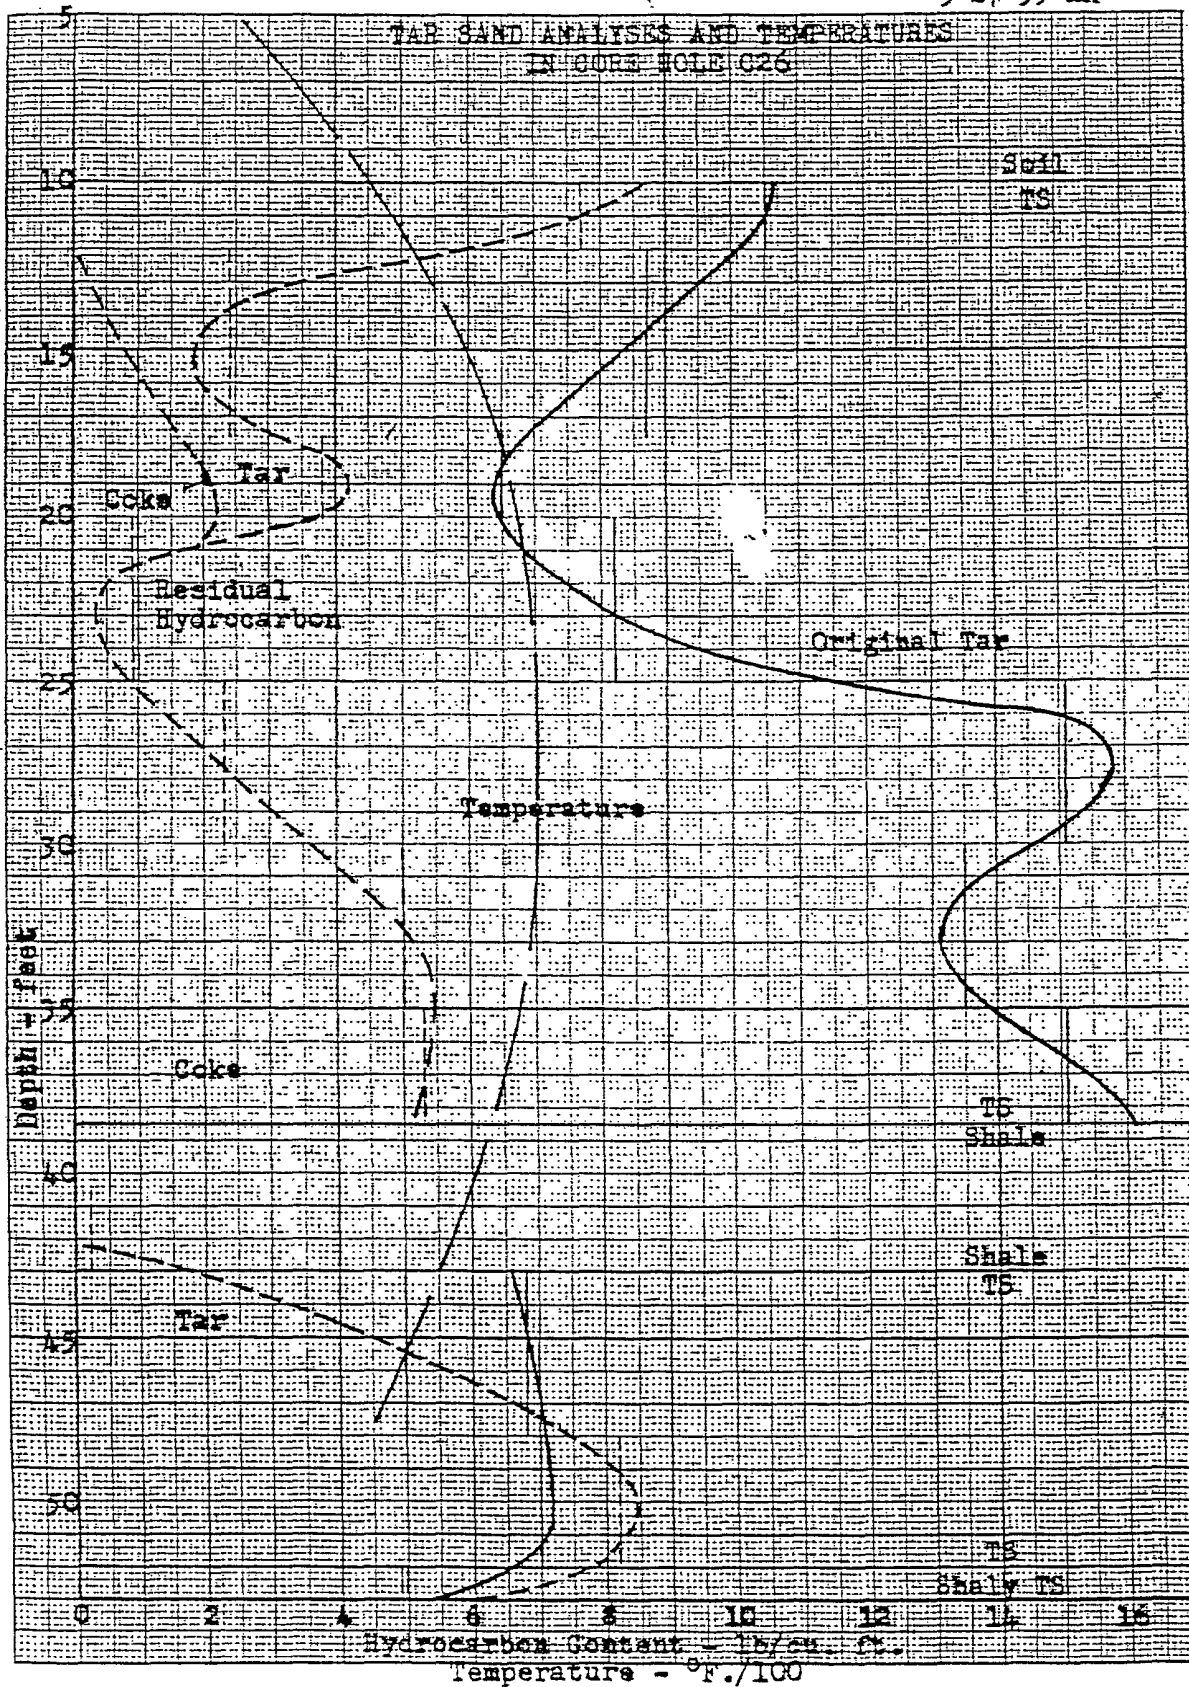 5
TAR SAND ANALYSES AND TEMPERATURES
IN CORE HOLE C26
Soil
10
TS
15
Tar
Coke
20
Residual
Hydrocarbon
Original Tar
25
Temperature
30
Depth - Feet
35
Coke
TS
Shale
40
Shale
TS
Tar
45
50
TS
Shaly TS
0 2 4 6 8 10 12 14 16
Hydrocarbon Content - lb/cu. ft.
Temperature - °F./100